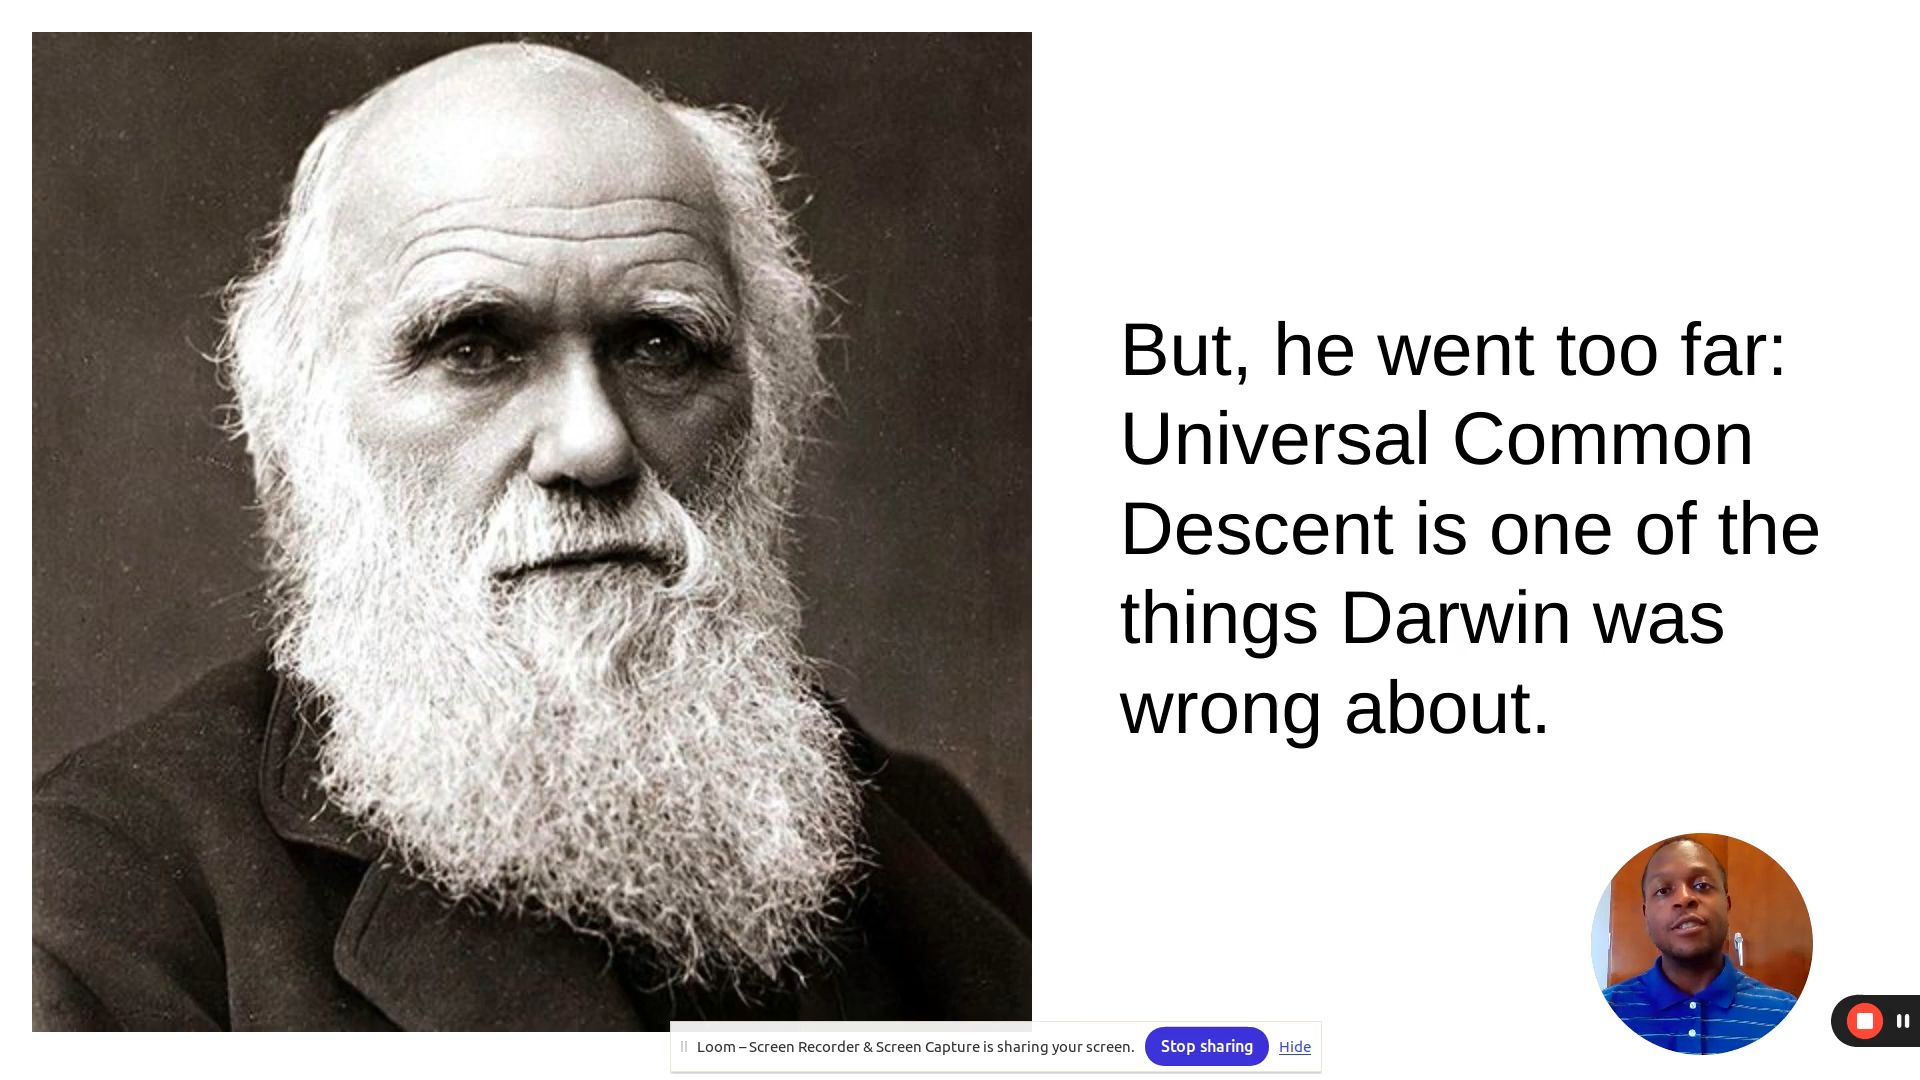 But, he went too far:
Universal Common
Descent is one of the
things Darwin was
wrong about.
Loom – Screen Recorder & Screen Capture is sharing your screen. Stop sharing Hide